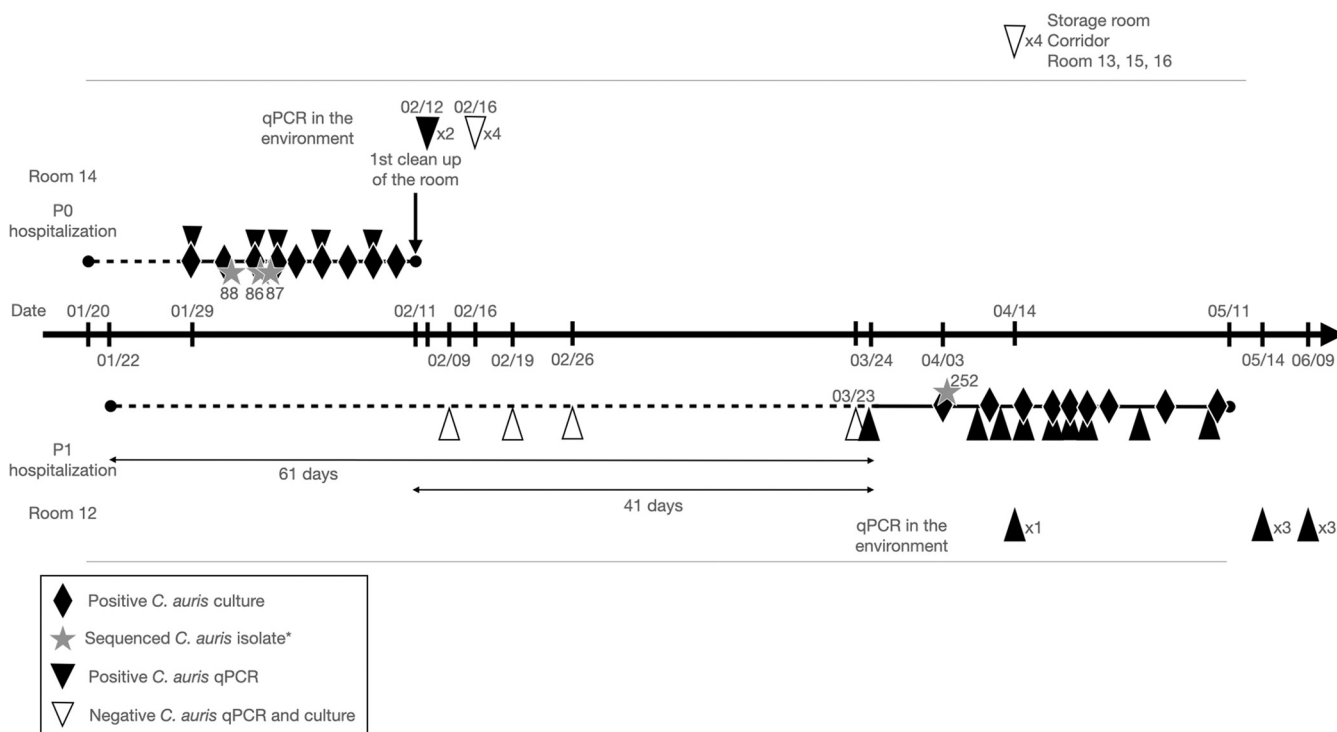 Storage room
x4 Corridor
Room 13, 15, 16
02/12 02/16
qPCR in the
environment
x2 x4
1st clean up
of the room
Room 14
P0
hospitalization
88 86 87
Date 01/20 01/29 02/11 02/16 04/14 05/11
01/22 02/09 02/19 02/26 03/24 04/03 05/14 06/09
252
03/23
P1
hospitalization
61 days
41 days
Room 12
qPCR in the
environment
x1 x3 x3
Positive C. auris culture
Sequenced C. auris isolate*
Positive C. auris qPCR
Negative C. auris qPCR and culture